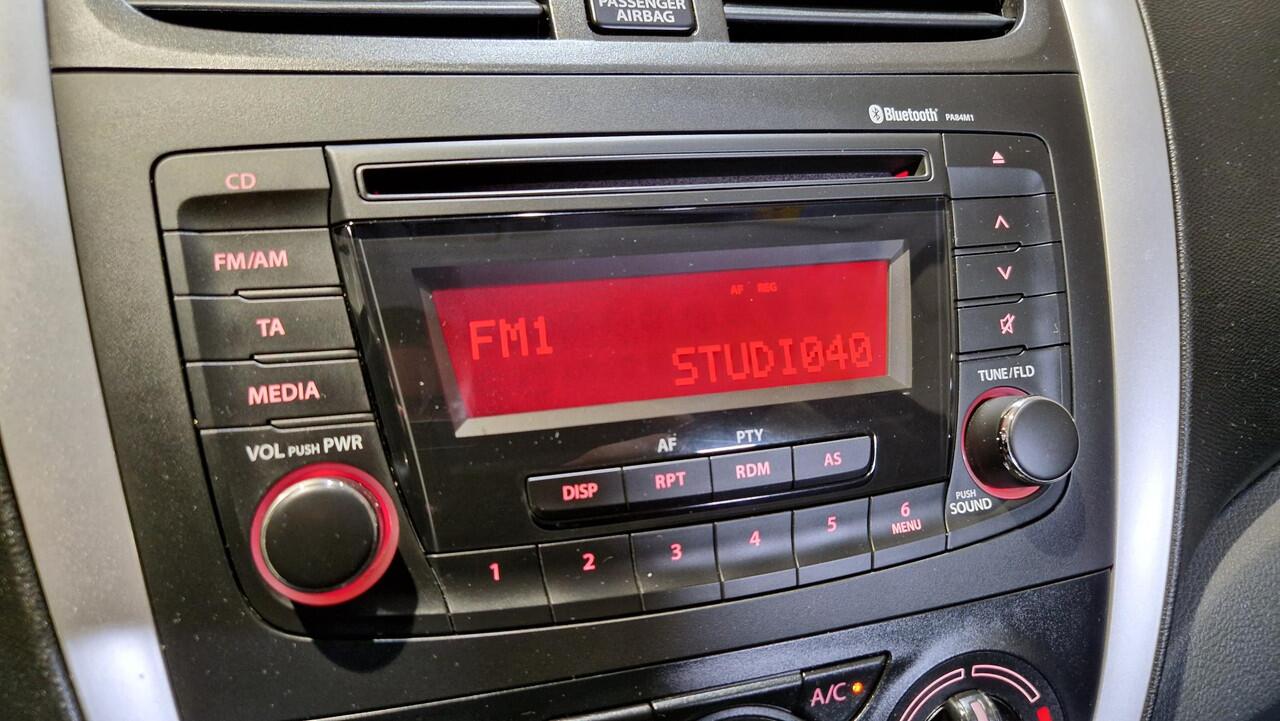 PASSENGER
AIRBAG
Bluetooth PA84M1
CD
FM/AM
TA
MEDIA
VOL PUSH PWR
AF REG
FM1
STUDI040
TUNE/FLD
PUSH
SOUND
AF PTY
DISP RPT RDM AS
1 2 3 4 5 6
MENU
A/C